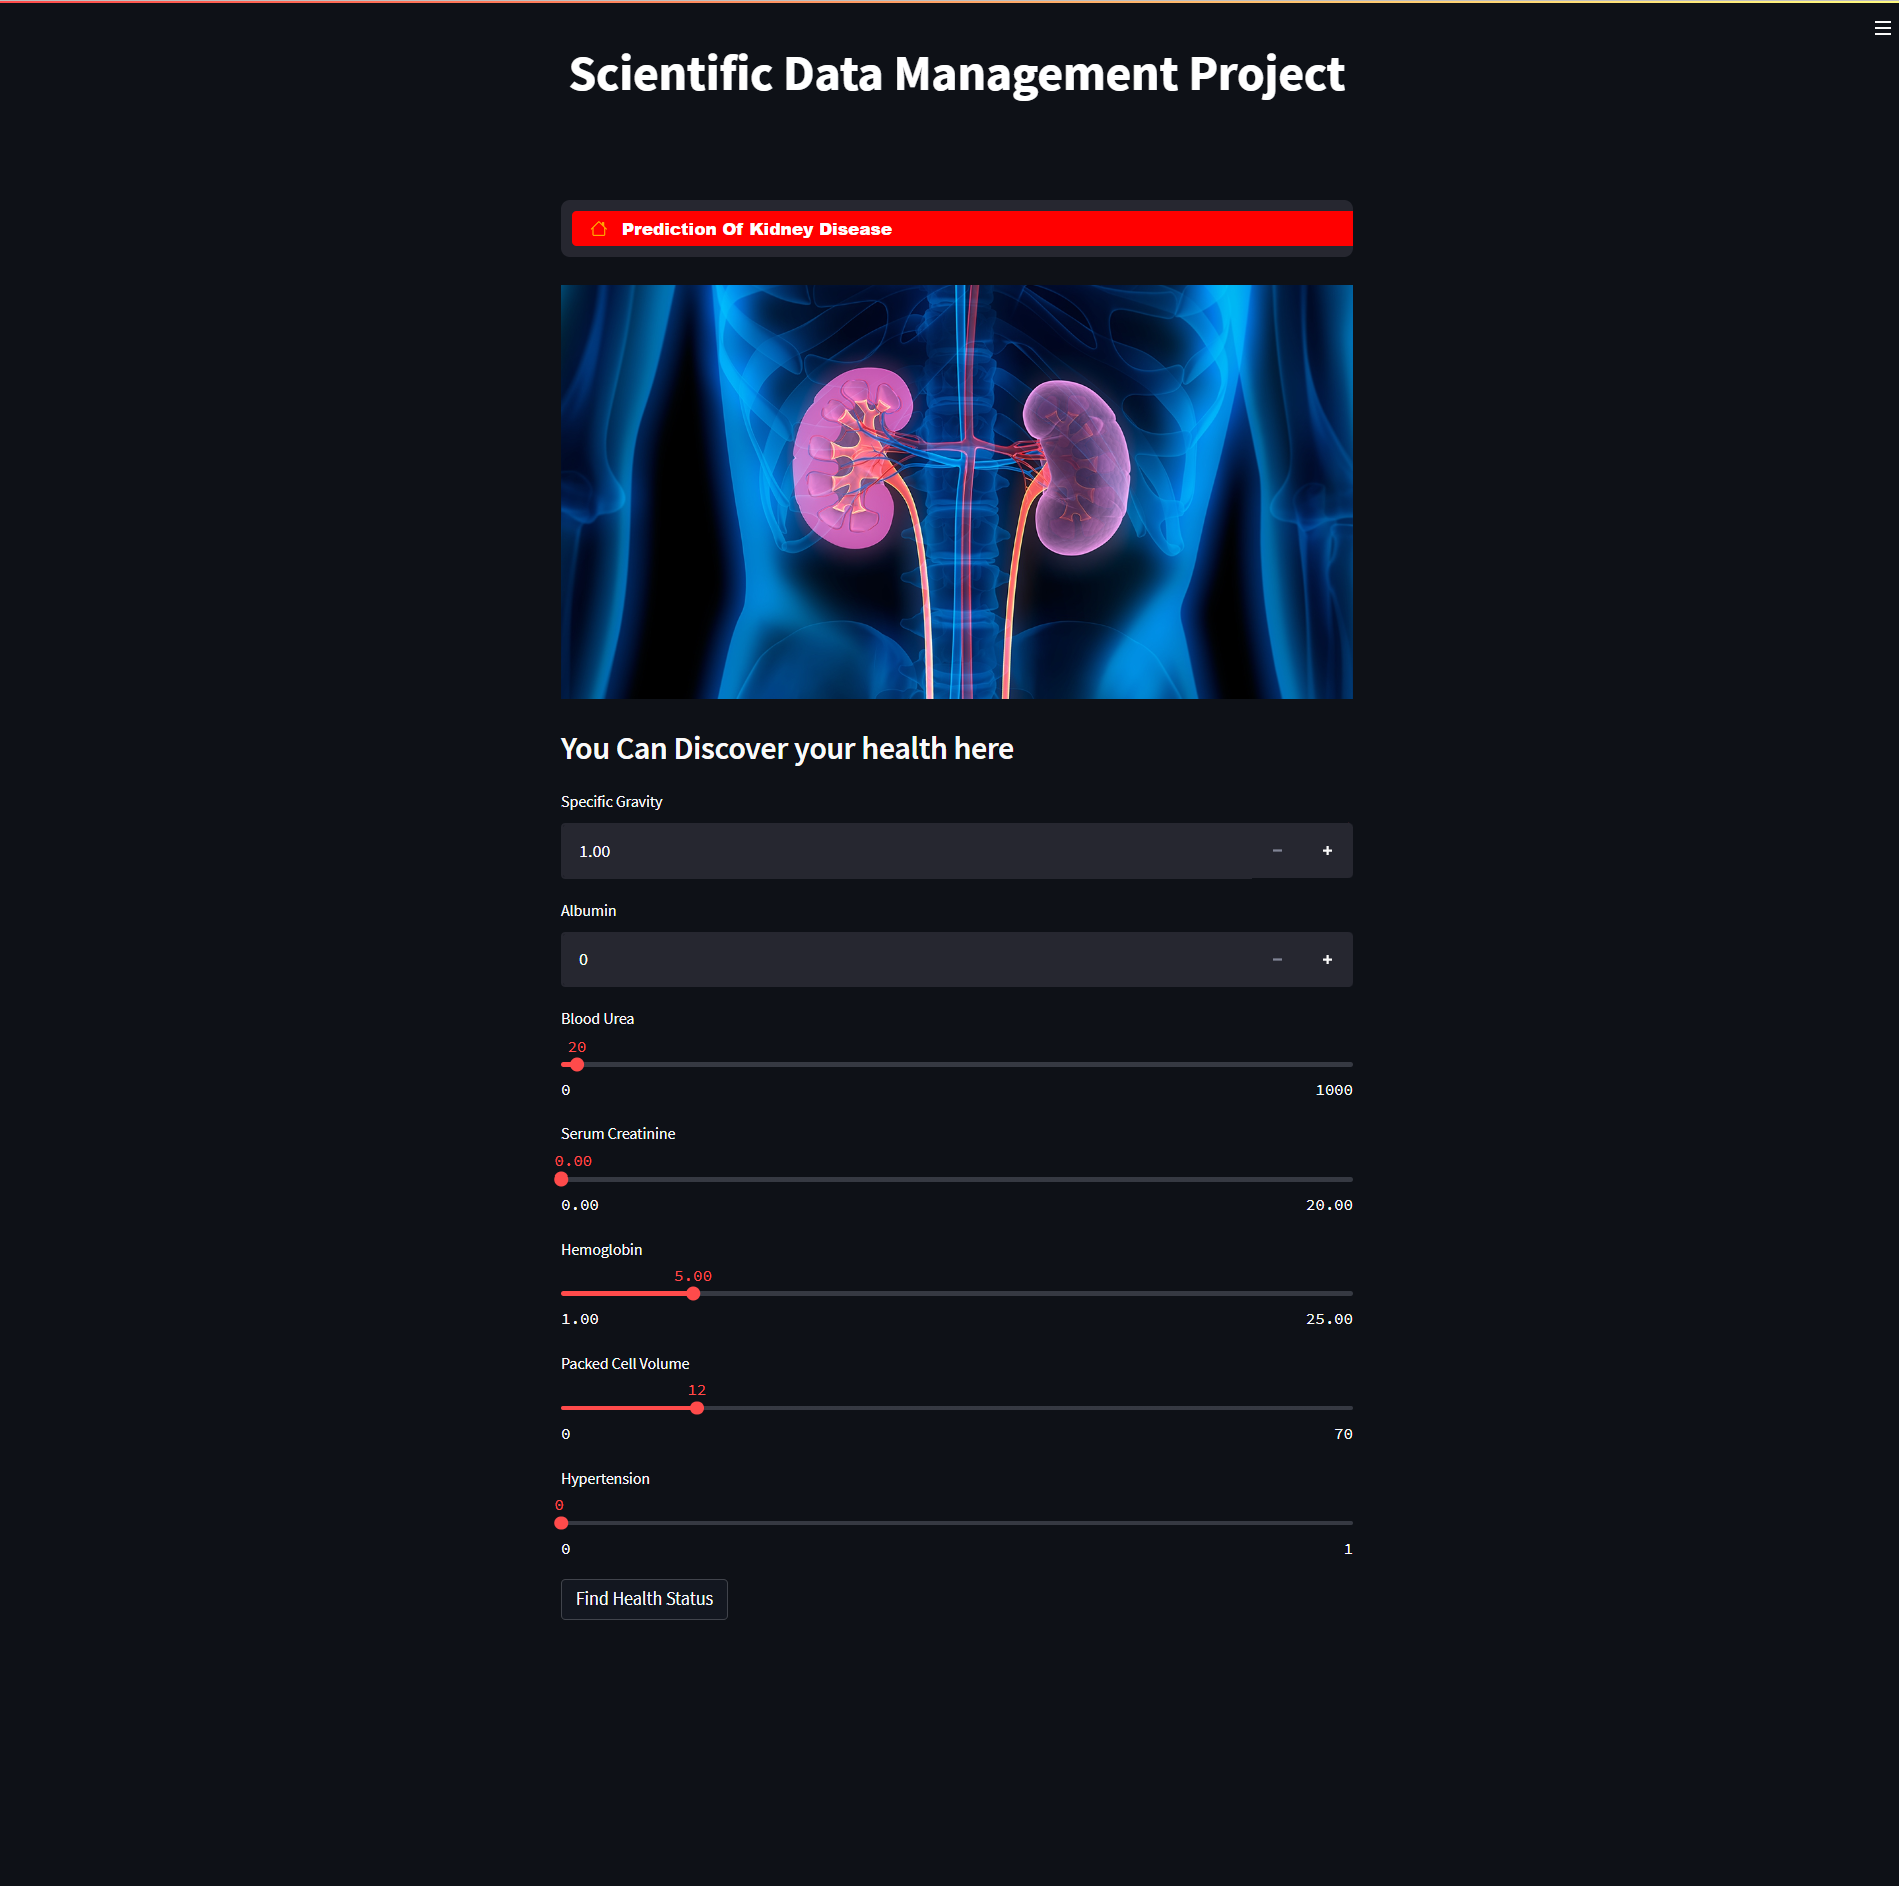 Scientific Data Management Project
Prediction Of Kidney Disease
You Can Discover your health here
Specific Gravity
1.00
Albumin
0
Blood Urea
20
0 1000
Serum Creatinine
0.00
0.00 20.00
Hemoglobin
5.00
1.00 25.00
Packed Cell Volume
12
0 70
Hypertension
0
0 1
Find Health Status